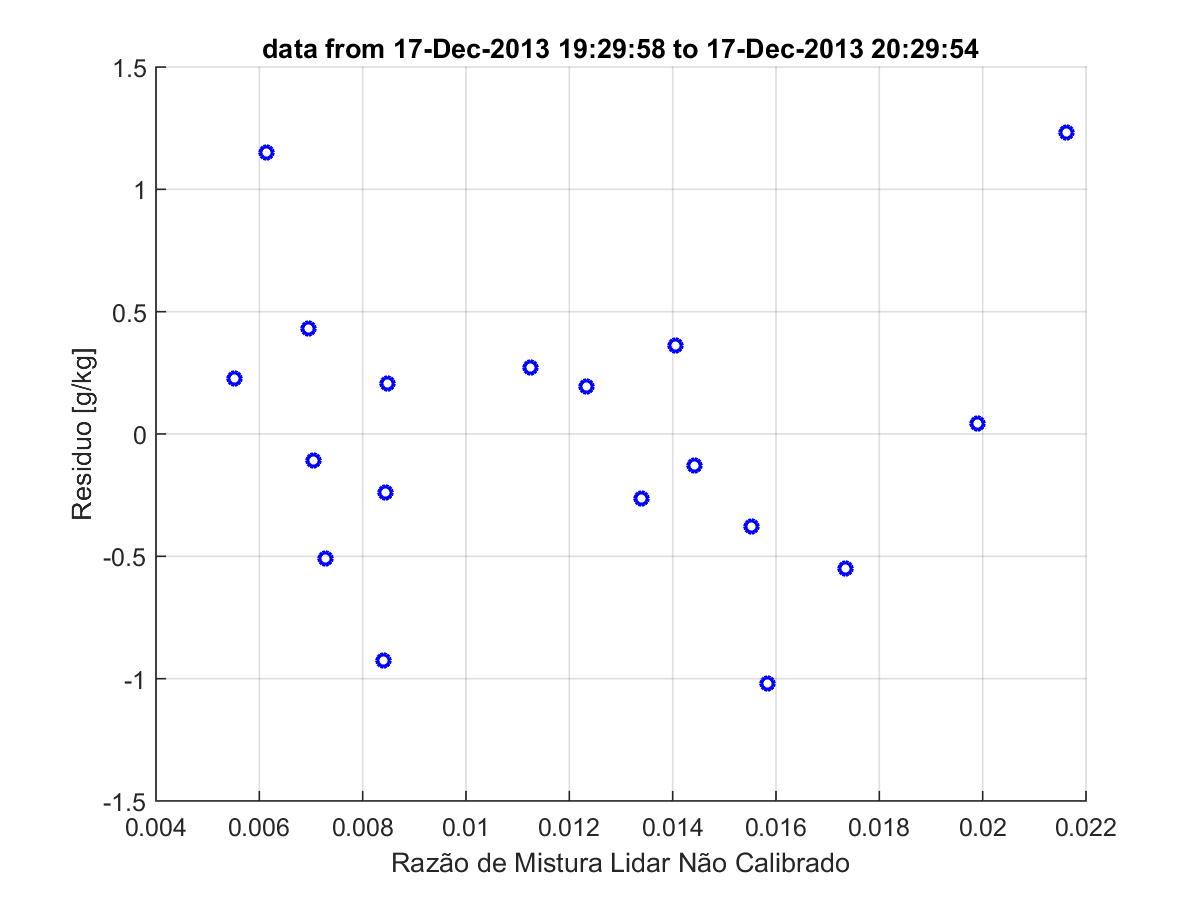 data from 17-Dec-2013 19:29:58 to 17-Dec-2013 20:29:54
1.5
1
0.5
0
-0.5
-1
-1.5
Residuo [g/kg]
0.004 0.006 0.008 0.01 0.012 0.014 0.016 0.018 0.02 0.022
Razão de Mistura Lidar Não Calibrado